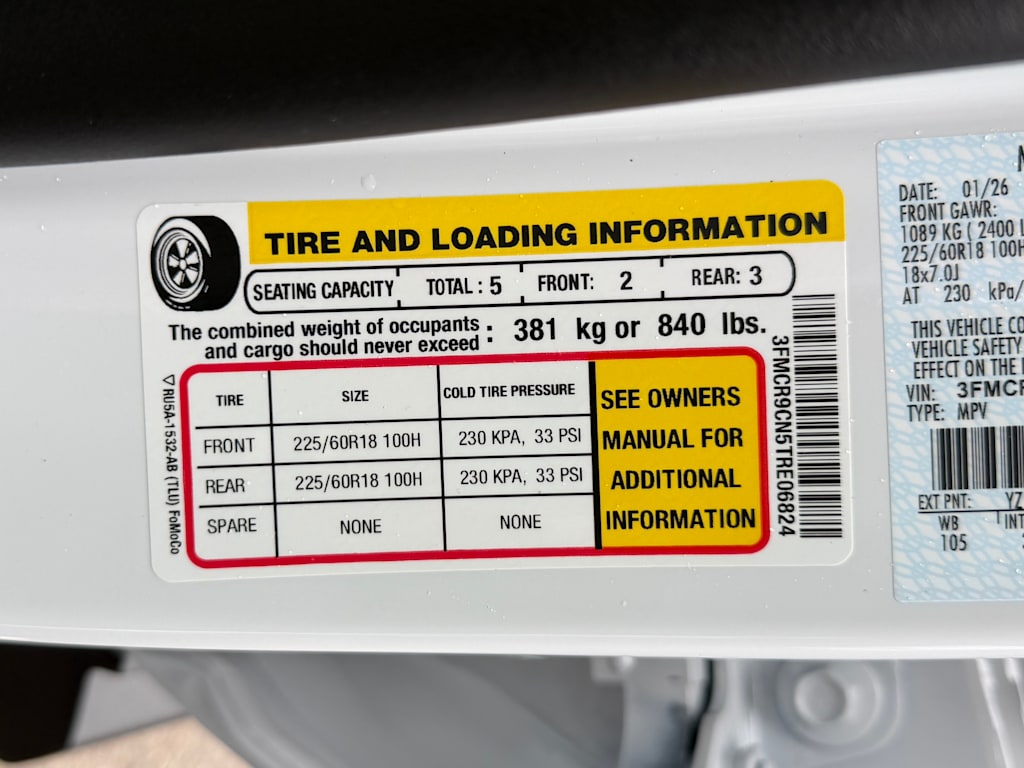 TIRE AND LOADING INFORMATION
SEATING CAPACITY TOTAL: 5 FRONT: 2 REAR: 3
The combined weight of occupants
and cargo should never exceed : 381 kg or 840 lbs.
TIRE SIZE COLD TIRE PRESSURE
FRONT 225/60R18 100H 230 KPA, 33 PSI
REAR 225/60R18 100H 230 KPA, 33 PSI
SPARE NONE NONE
SEE OWNERS
MANUAL FOR
ADDITIONAL
INFORMATION
3FMCR9CN5TRE06824
▽RU5A-1532-AB (TLU) FoMoCo
DATE: 01/26
FRONT GAWR:
1089 KG ( 2400 L
225/60R18 100H
18x7.0J
AT 230 kPa/
THIS VEHICLE CO
VEHICLE SAFETY
EFFECT ON THE
VIN: 3FMCR
TYPE: MPV
EXT PNT: YZ
WB INT
105